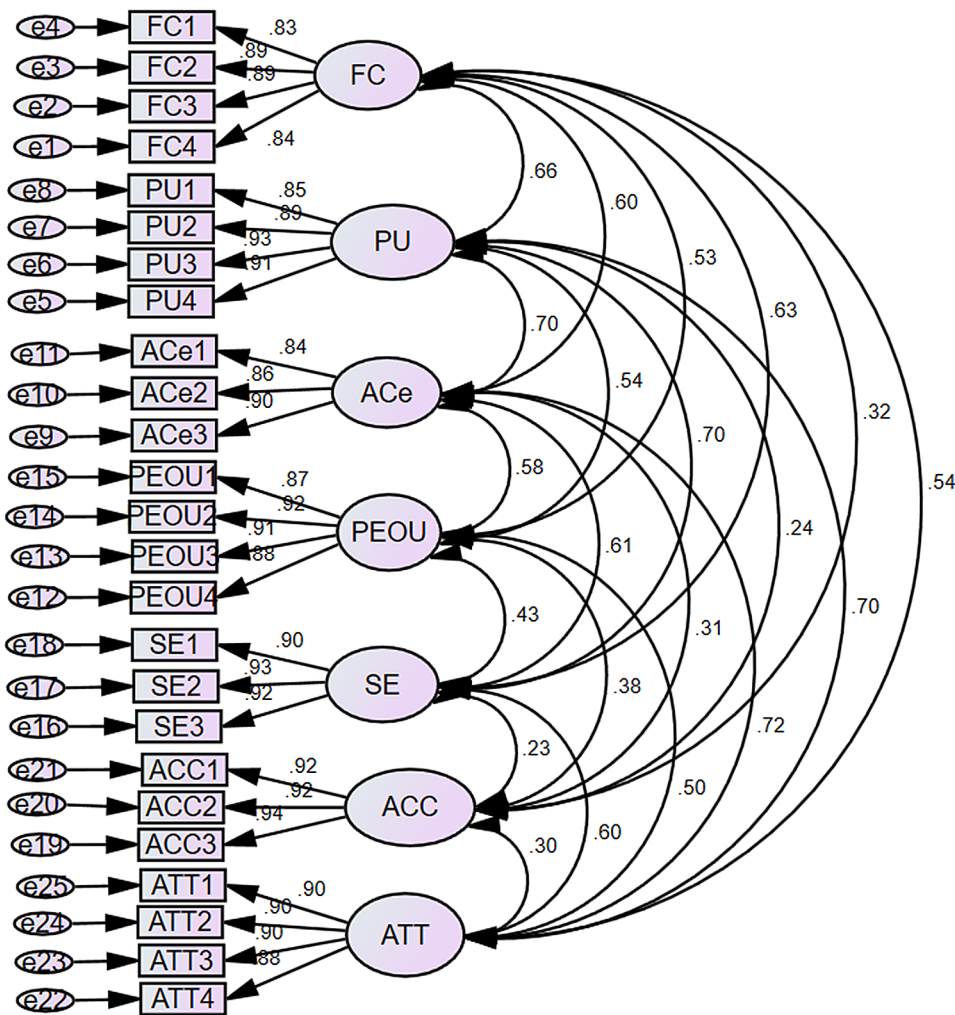 e4 FC1 .83
e3 FC2 .89 FC
e2 FC3 .89
e1 FC4 .84
.66
.60
e8 PU1 .85
e7 PU2 .89 PU
e6 PU3 .93
e5 PU4 .91
.53
.63
.70
e11 ACe1 .84
e10 ACe2 .86 ACe
e9 ACe3 .90
.54
.32
.70
.58
.54
e15 PEOU1 .87
e14 PEOU2 .92 PEOU
e13 PEOU3 .91
e12 PEOU4 .88
.24
.61
.70
.43
.31
e18 SE1 .90
e17 SE2 .93 SE
e16 SE3 .92
.38
.72
.23
e21 ACC1 .92
e20 ACC2 .92 ACC
e19 ACC3 .94
.50
.60
.30
e25 ATT1 .90
e24 ATT2 .90 ATT
e23 ATT3 .90
e22 ATT4 .88